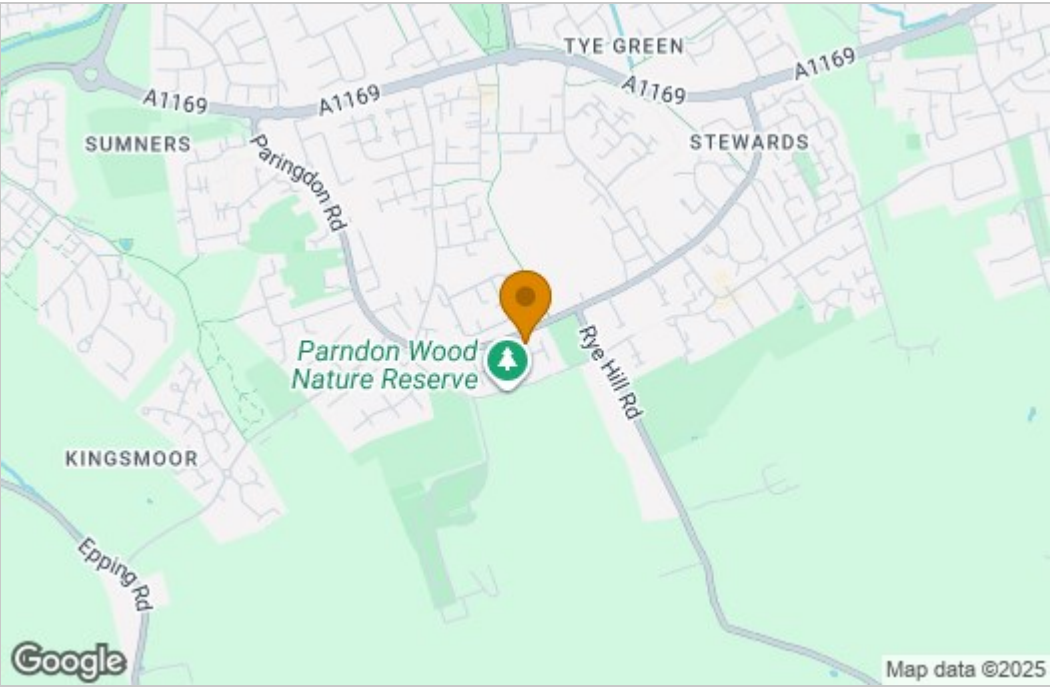 TYE GREEN
A1169
A1169
A1169
A1169
SUMNERS
Paringdon Rd
STEWARDS
Parndon Wood
Nature Reserve
Rye Hill Rd
KINGSMOOR
Epping Rd
Google
Map data ©2025